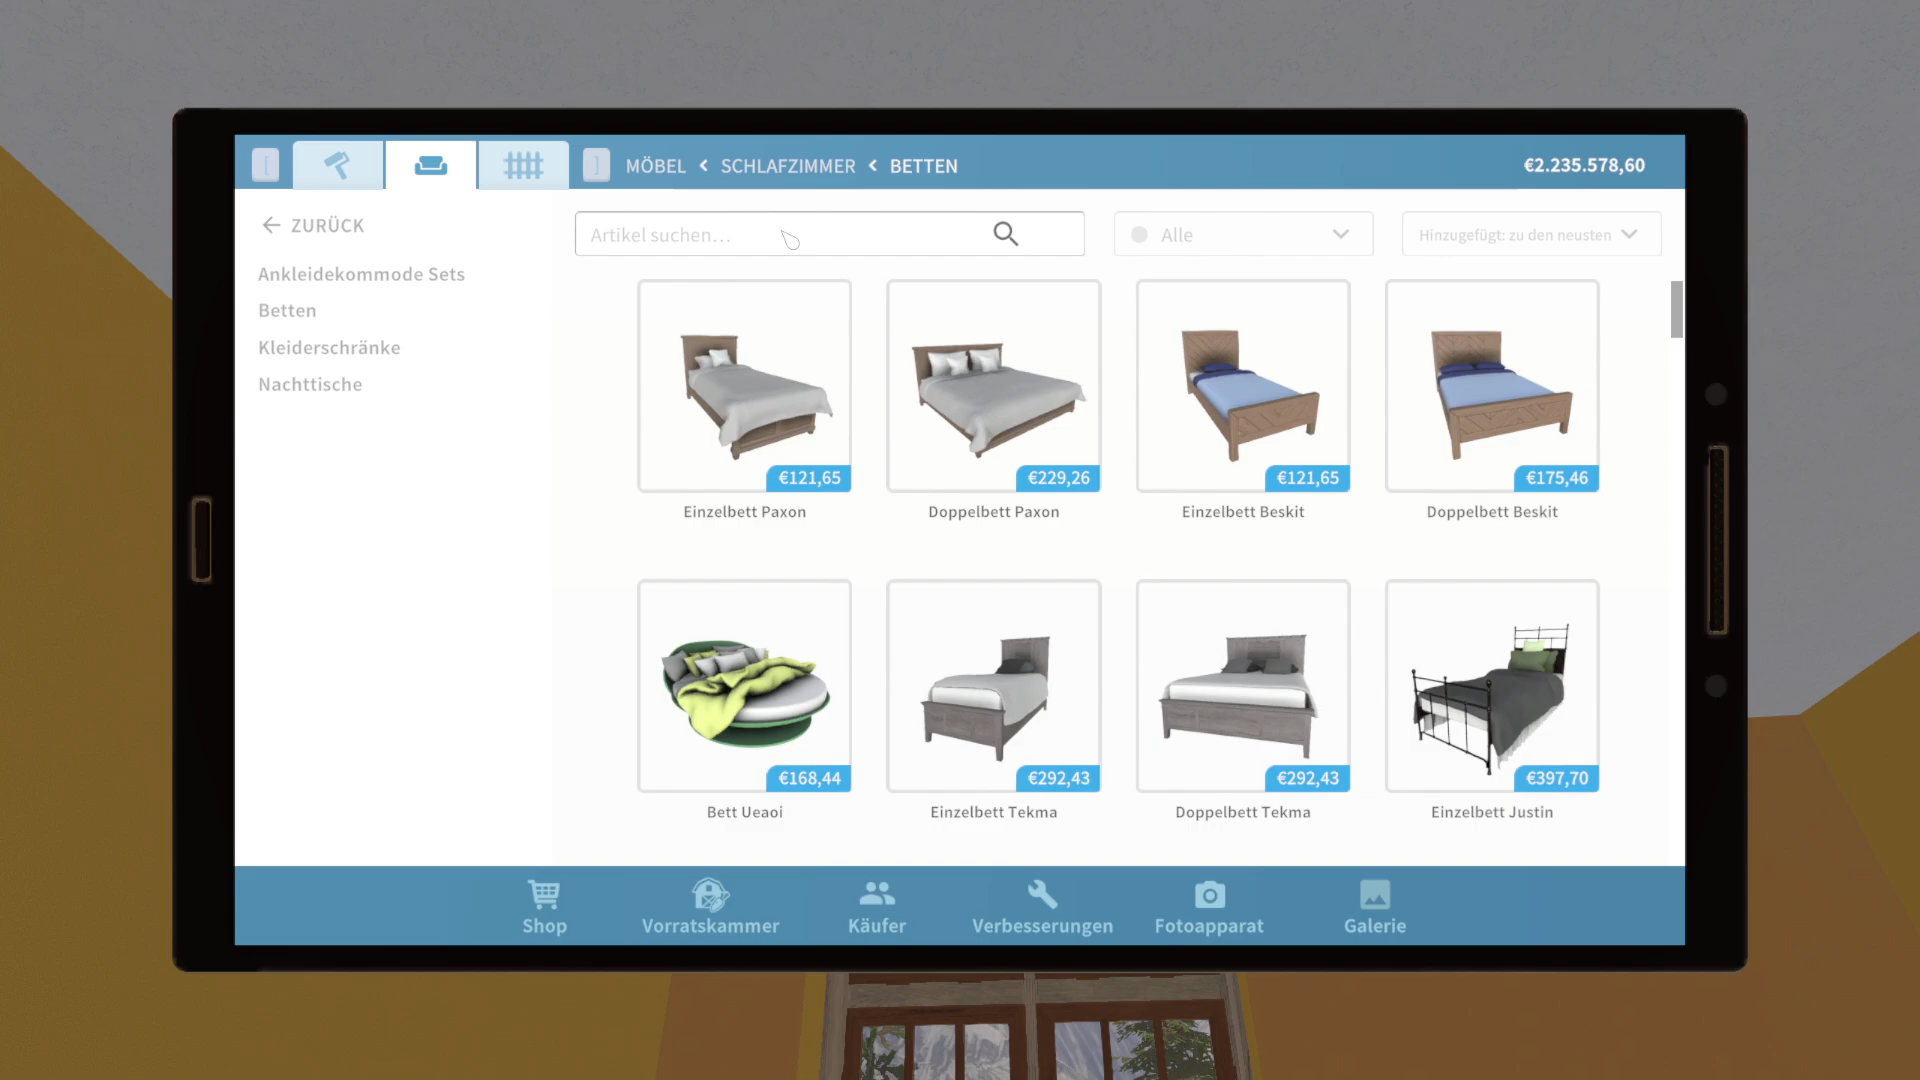 [
]
MÖBEL < SCHLAFZIMMER < BETTEN
€2.235.578,60
← ZURÜCK
Ankleidekommode Sets
Betten
Kleiderschränke
Nachttische
Artikel suchen...
Alle
Hinzugefügt: zu den neusten
€121,65
€229,26
€121,65
€175,46
Einzelbett Paxon
Doppelbett Paxon
Einzelbett Beskit
Doppelbett Beskit
€168,44
€292,43
€292,43
€397,70
Bett Ueaoi
Einzelbett Tekma
Doppelbett Tekma
Einzelbett Justin
Shop
Vorratskammer
Käufer
Verbesserungen
Fotoapparat
Galerie